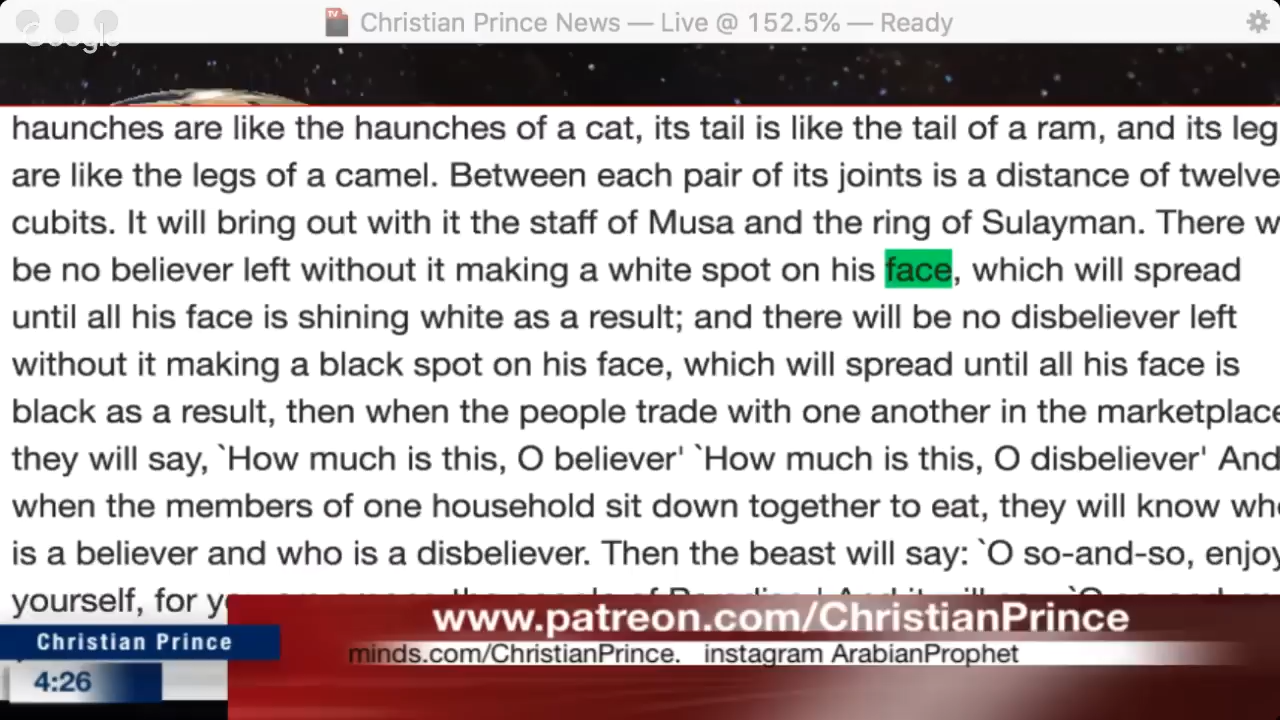 Christian Prince News — Live @ 152.5% — Ready
Google
haunches are like the haunches of a cat, its tail is like the tail of a ram, and its leg
are like the legs of a camel. Between each pair of its joints is a distance of twelve
cubits. It will bring out with it the staff of Musa and the ring of Sulayman. There w
be no believer left without it making a white spot on his face, which will spread
until all his face is shining white as a result; and there will be no disbeliever left
without it making a black spot on his face, which will spread until all his face is
black as a result, then when the people trade with one another in the marketplace
they will say, `How much is this, O believer' `How much is this, O disbeliever' And
when the members of one household sit down together to eat, they will know who
is a believer and who is a disbeliever. Then the beast will say: `O so-and-so, enjoy
yourself, for
www.patreon.com/ChristianPrince
Christian Prince
minds.com/ChristianPrince. instagram ArabianProphet
4:26